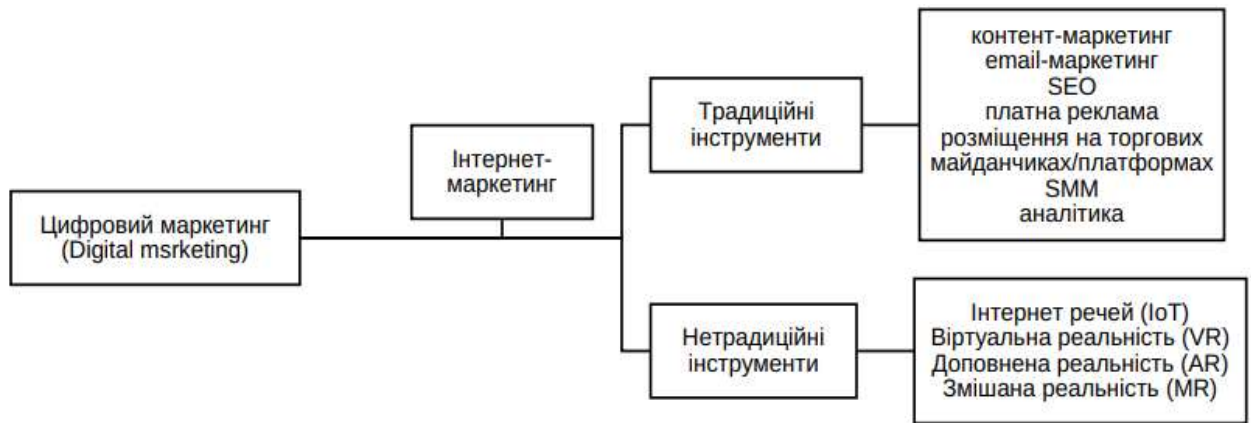 Цифровий маркетинг
(Digital msrketing)
Інтернет-
маркетинг
Традиційні
інструменти
контент-маркетинг
email-маркетинг
SEO
платна реклама
розміщення на торгових
майданчиках/платформах
SMM
аналітика
Нетрадиційні
інструменти
Інтернет речей (IoT)
Віртуальна реальність (VR)
Доповнена реальність (AR)
Змішана реальність (MR)